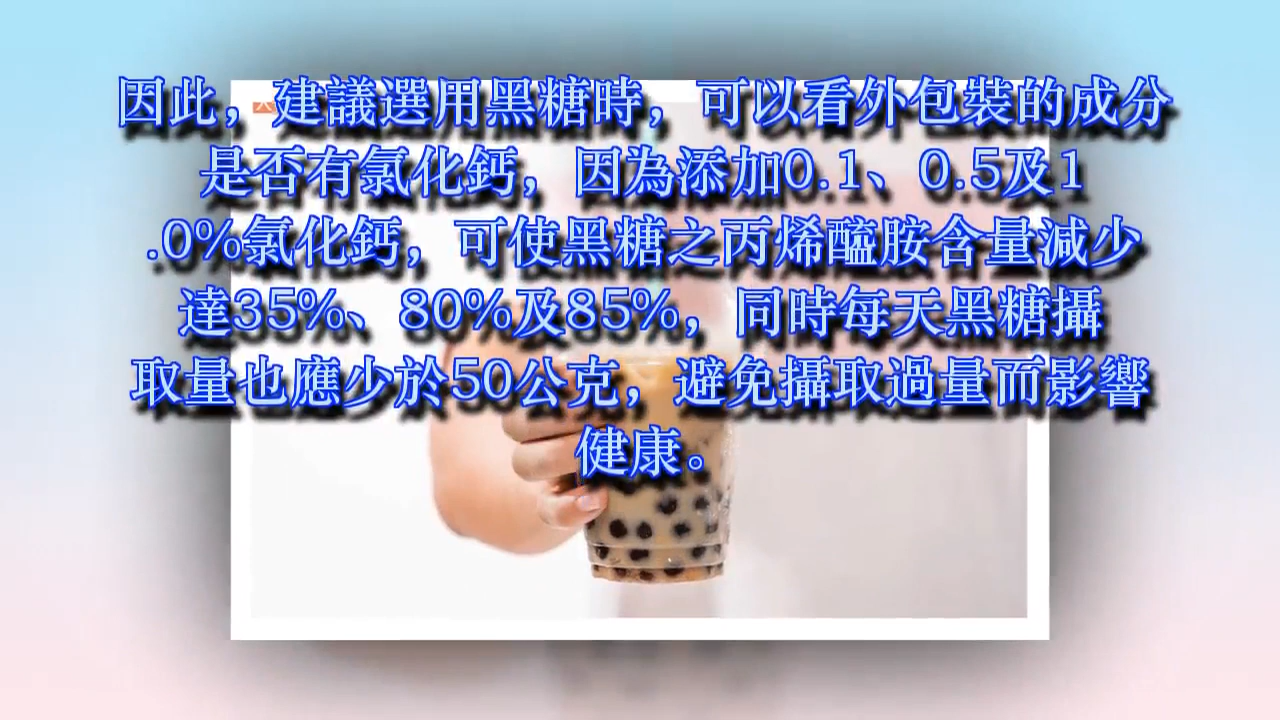 因此，建議選用黑糖時，可以看外包裝的成分
是否有氯化鈣，因為添加0.1、0.5及1
.0%氯化鈣，可使黑糖之丙烯醯胺含量減少
達35%、80%及85%，同時每天黑糖攝
取量也應少於50公克，避免攝取過量而影響
健康。